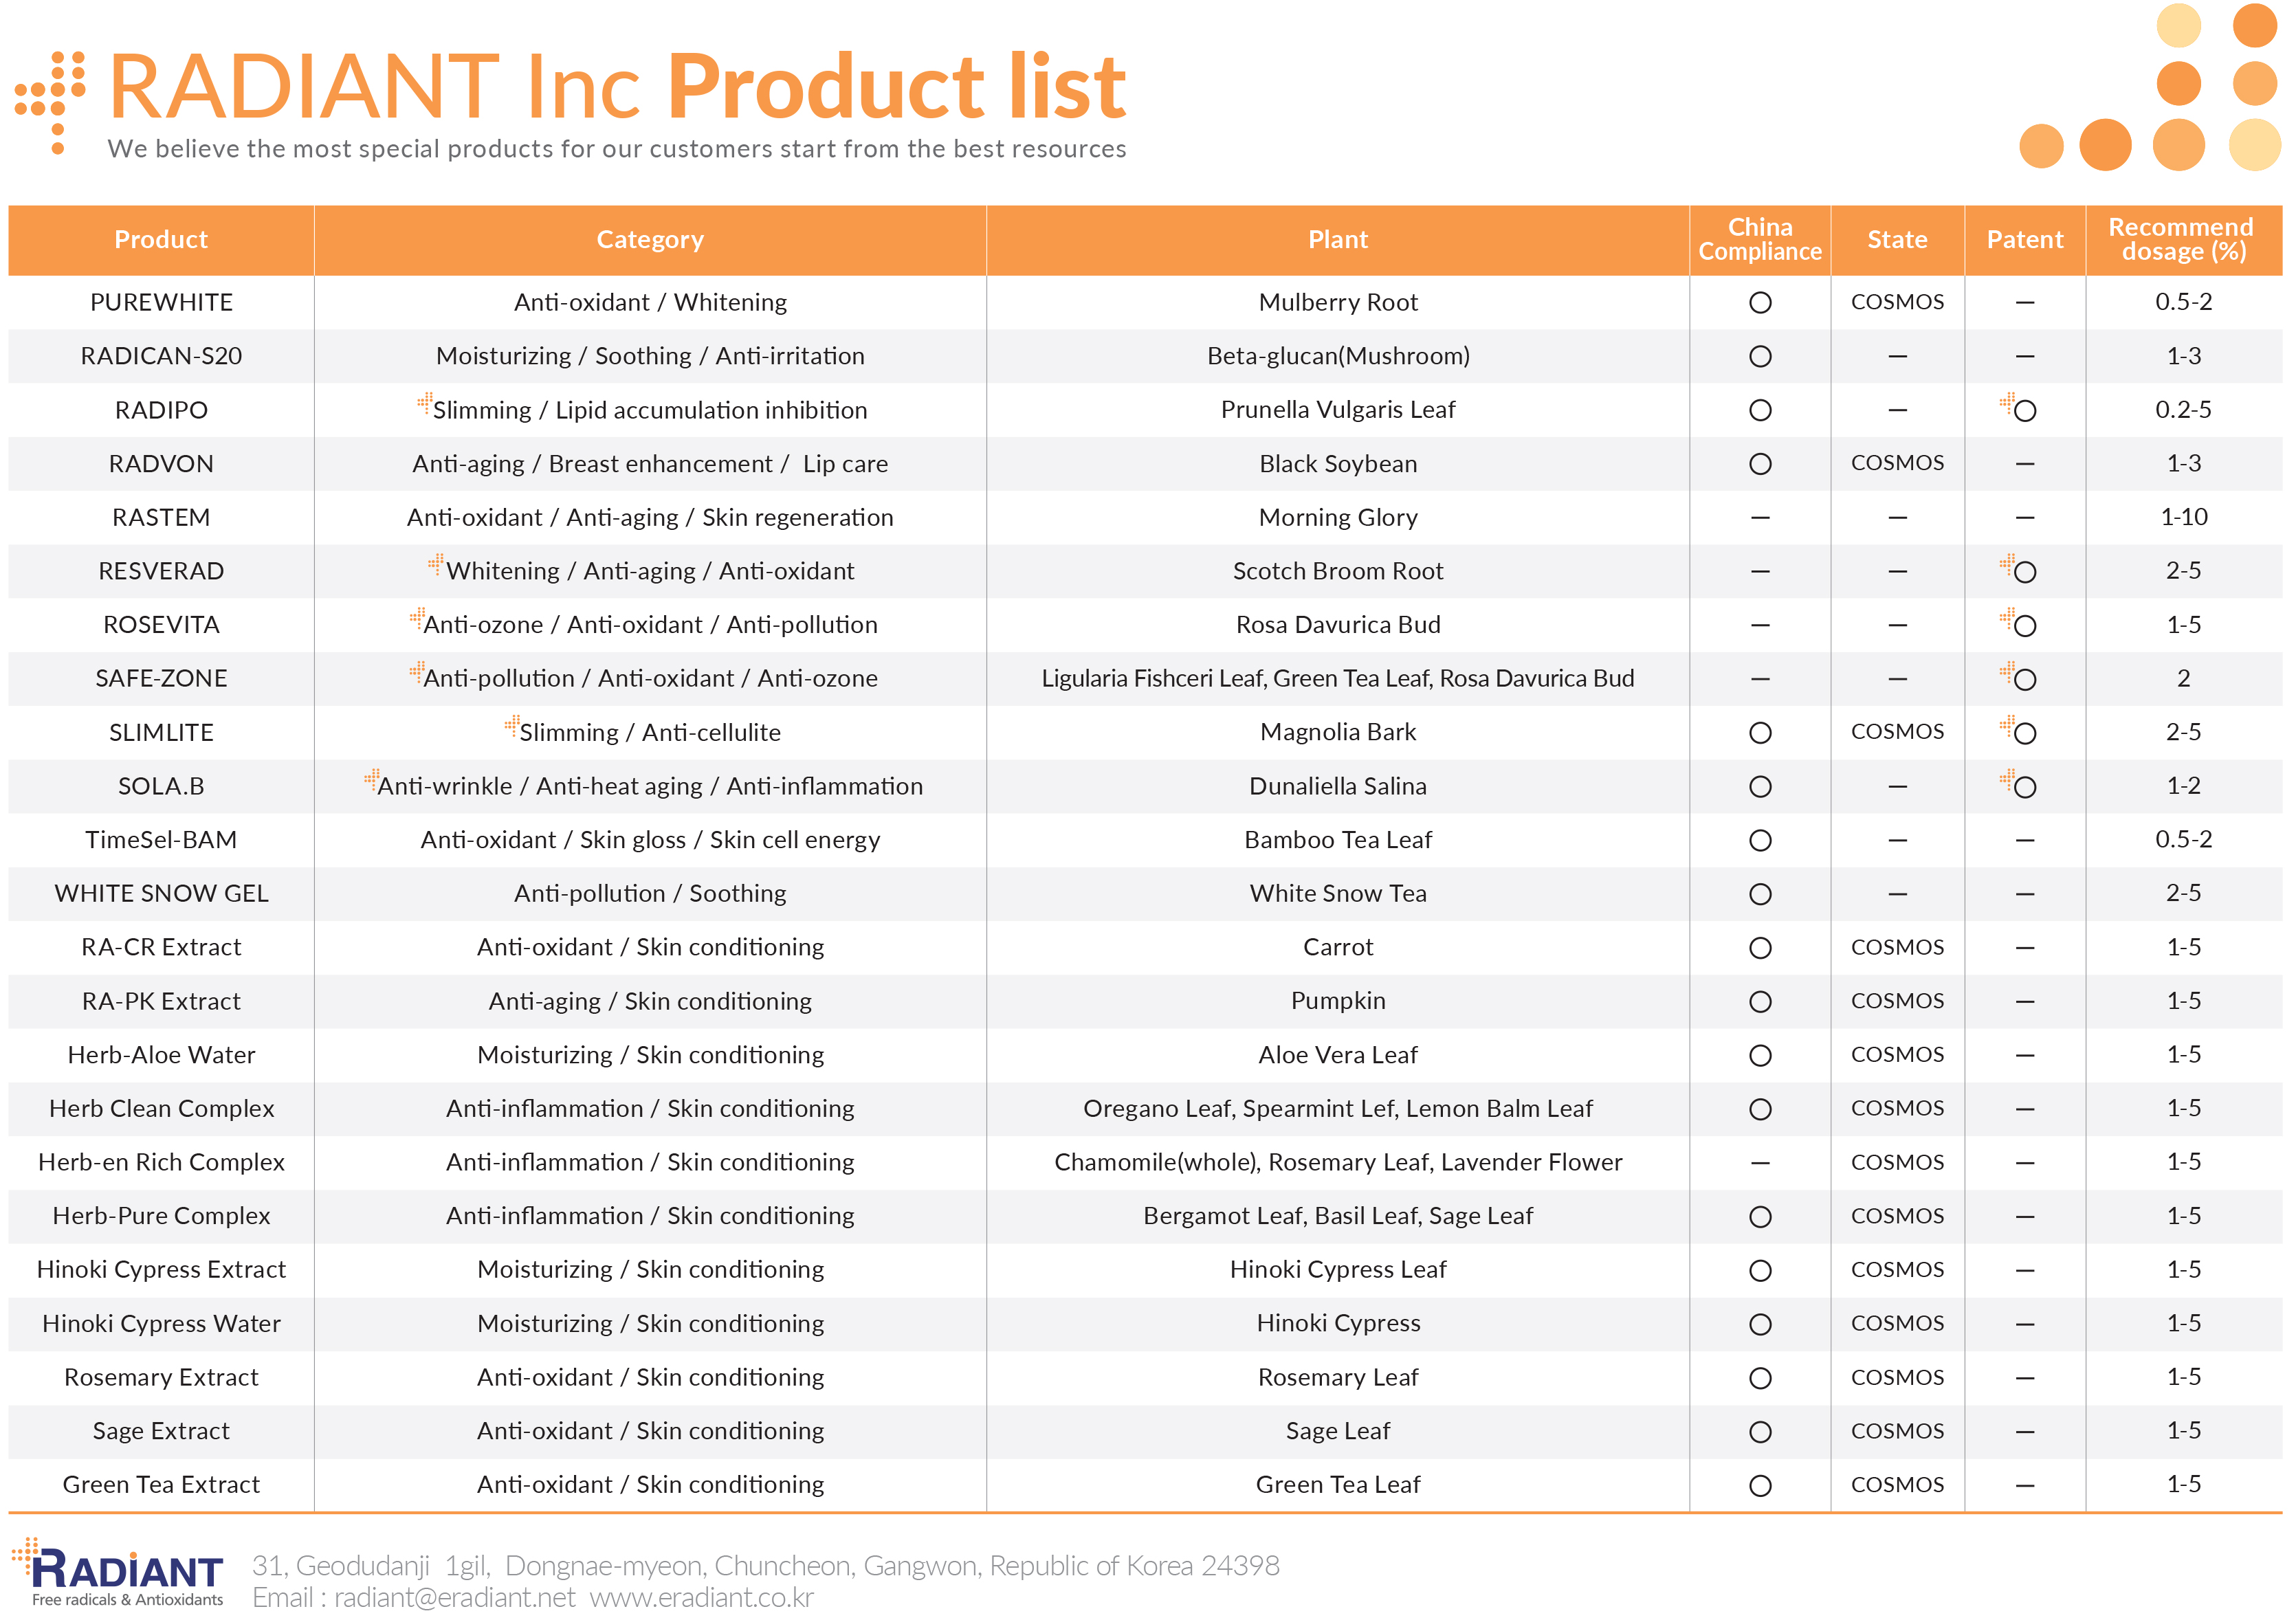 RADIANT Inc Product list
We believe the most special products for our customers start from the best resources
Product Category Plant China Compliance State Patent Recommend dosage (%)
PUREWHITE Anti-oxidant / Whitening Mulberry Root ○ COSMOS — 0.5-2
RADICAN-S20 Moisturizing / Soothing / Anti-irritation Beta-glucan(Mushroom) ○ — — 1-3
RADIPO Slimming / Lipid accumulation inhibition Prunella Vulgaris Leaf ○ — ○ 0.2-5
RADVON Anti-aging / Breast enhancement / Lip care Black Soybean ○ COSMOS — 1-3
RASTEM Anti-oxidant / Anti-aging / Skin regeneration Morning Glory — — — 1-10
RESVERAD Whitening / Anti-aging / Anti-oxidant Scotch Broom Root — — ○ 2-5
ROSEVITA Anti-ozone / Anti-oxidant / Anti-pollution Rosa Davurica Bud — — ○ 1-5
SAFE-ZONE Anti-pollution / Anti-oxidant / Anti-ozone Ligularia Fishceri Leaf, Green Tea Leaf, Rosa Davurica Bud — — ○ 2
SLIMLITE Slimming / Anti-cellulite Magnolia Bark ○ COSMOS ○ 2-5
SOLA.B Anti-wrinkle / Anti-heat aging / Anti-inflammation Dunaliella Salina ○ — ○ 1-2
TimeSel-BAM Anti-oxidant / Skin gloss / Skin cell energy Bamboo Tea Leaf ○ — — 0.5-2
WHITE SNOW GEL Anti-pollution / Soothing White Snow Tea ○ — — 2-5
RA-CR Extract Anti-oxidant / Skin conditioning Carrot ○ COSMOS — 1-5
RA-PK Extract Anti-aging / Skin conditioning Pumpkin ○ COSMOS — 1-5
Herb-Aloe Water Moisturizing / Skin conditioning Aloe Vera Leaf ○ COSMOS — 1-5
Herb Clean Complex Anti-inflammation / Skin conditioning Oregano Leaf, Spearmint Lef, Lemon Balm Leaf ○ COSMOS — 1-5
Herb-en Rich Complex Anti-inflammation / Skin conditioning Chamomile(whole), Rosemary Leaf, Lavender Flower — COSMOS — 1-5
Herb-Pure Complex Anti-inflammation / Skin conditioning Bergamot Leaf, Basil Leaf, Sage Leaf ○ COSMOS — 1-5
Hinoki Cypress Extract Moisturizing / Skin conditioning Hinoki Cypress Leaf ○ COSMOS — 1-5
Hinoki Cypress Water Moisturizing / Skin conditioning Hinoki Cypress ○ COSMOS — 1-5
Rosemary Extract Anti-oxidant / Skin conditioning Rosemary Leaf ○ COSMOS — 1-5
Sage Extract Anti-oxidant / Skin conditioning Sage Leaf ○ COSMOS — 1-5
Green Tea Extract Anti-oxidant / Skin conditioning Green Tea Leaf ○ COSMOS — 1-5
RADiANT
Free radicals & Antioxidants
31, Geodudanji 1gil, Dongnae-myeon, Chuncheon, Gangwon, Republic of Korea 24398
Email : radiant@eradiant.net www.eradiant.co.kr